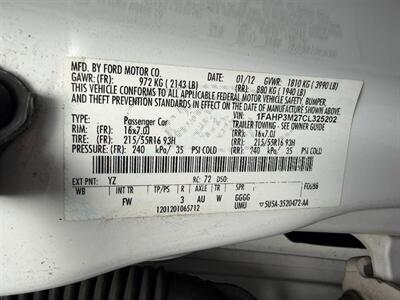 MFD. BY FORD MOTOR CO.
01/12 GVWR: 1810 KG ( 3990 LB)
GAWR: (FR): 972 KG ( 2143 LB) (RR): 880 KG ( 1940 LB)
THIS VEHICLE CONFORMS TO ALL APPLICABLE FEDERAL MOTOR VEHICLE SAFETY, BUMPER,
AND THEFT PREVENTION STANDARDS IN EFFECT ON THE DATE OF MANUFACTURE SHOWN ABOVE.
VIN: 1FAHP3M27CL325202
TYPE: Passenger Car TRAILER TOWING - SEE OWNER GUIDE
RIM: 16x7.0J (RR): 16x7.0J
TIRE: (FR): 215/55R16 93H (RR): 215/55R16 93H
PRESSURE: (FR): 240 kPa/ 35 PSI COLD (RR): 240 kPa/ 35 PSI COLD
EXT PNT: YZ RC: 72 DSO:
WB INT TR TP/PS R AXLE TR SPR
FW 3 AU W GGGG
1201201065712 UMU 5U5A-3520472-AA